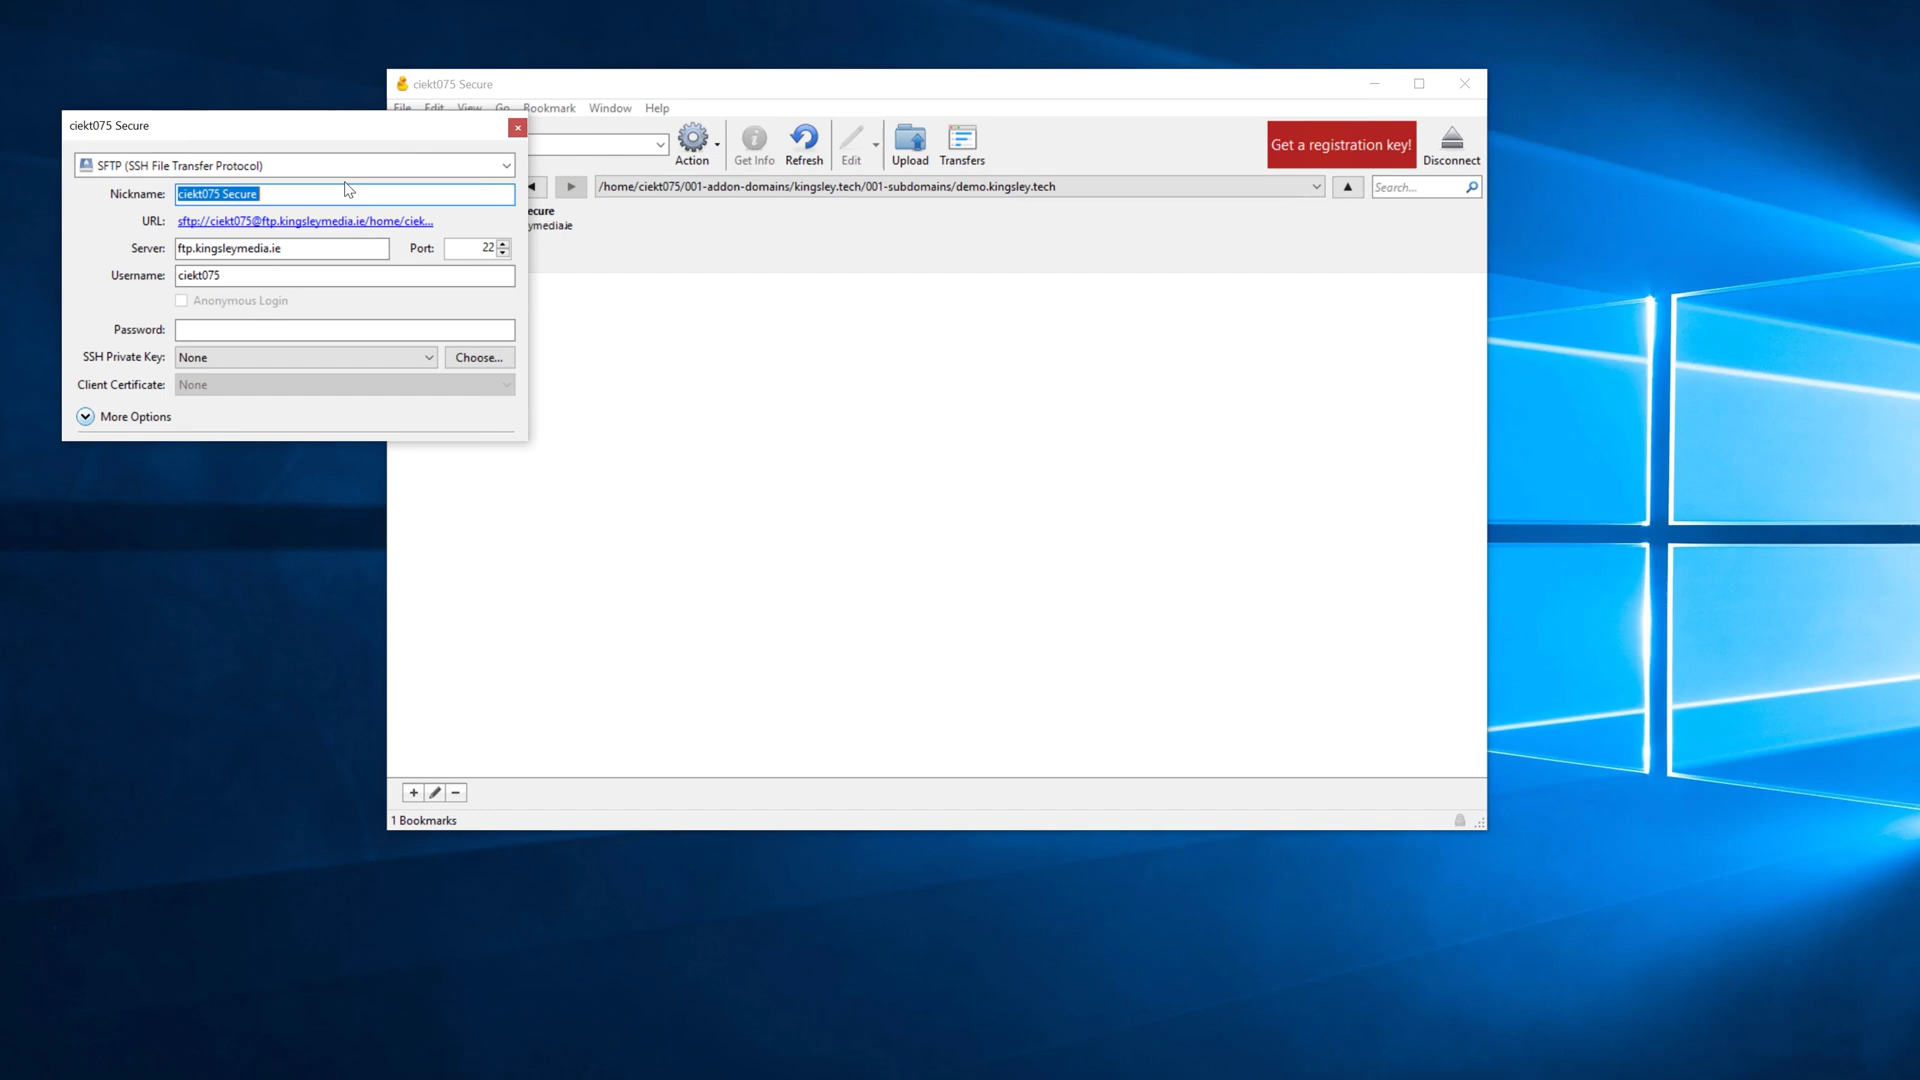 ciekt075 Secure
File Edit View Go Bookmark Window Help
ciekt075 Secure
SFTP (SSH File Transfer Protocol)
Nickname: ciekt075 Secure
URL: sftp://ciekt075@ftp.kingsleymedia.ie/home/ciek...
Server: ftp.kingsleymedia.ie Port: 22
Username: ciekt075
Anonymous Login
Password:
SSH Private Key: None Choose...
Client Certificate: None
More Options
Action Get Info Refresh Edit Upload Transfers Get a registration key! Disconnect
/home/ciekt075/001-addon-domains/kingsley.tech/001-subdomains/demo.kingsley.tech Search...
ecure
ymedia.ie
1 Bookmarks